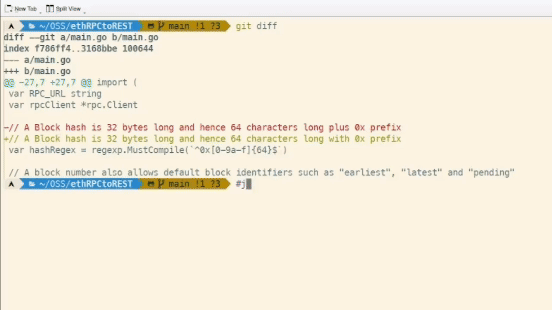 New Tab Split View
~/OSS/ethRPCtoREST main !1 ?3 git diff
diff --git a/main.go b/main.go
index f786ff4..3168bbe 100644
--- a/main.go
+++ b/main.go
@@ -27,7 +27,7 @@ import (
 var RPC_URL string
 var rpcClient *rpc.Client

-// A Block hash is 32 bytes long and hence 64 characters long plus 0x prefix
+// A Block hash is 32 bytes long and hence 64 characters long with 0x prefix
 var hashRegex = regexp.MustCompile(`^0x[0-9a-f]{64}$`)

 // A block number also allows default block identifiers such as "earliest", "latest" and "pending"
~/OSS/ethRPCtoREST main !1 ?3 #j